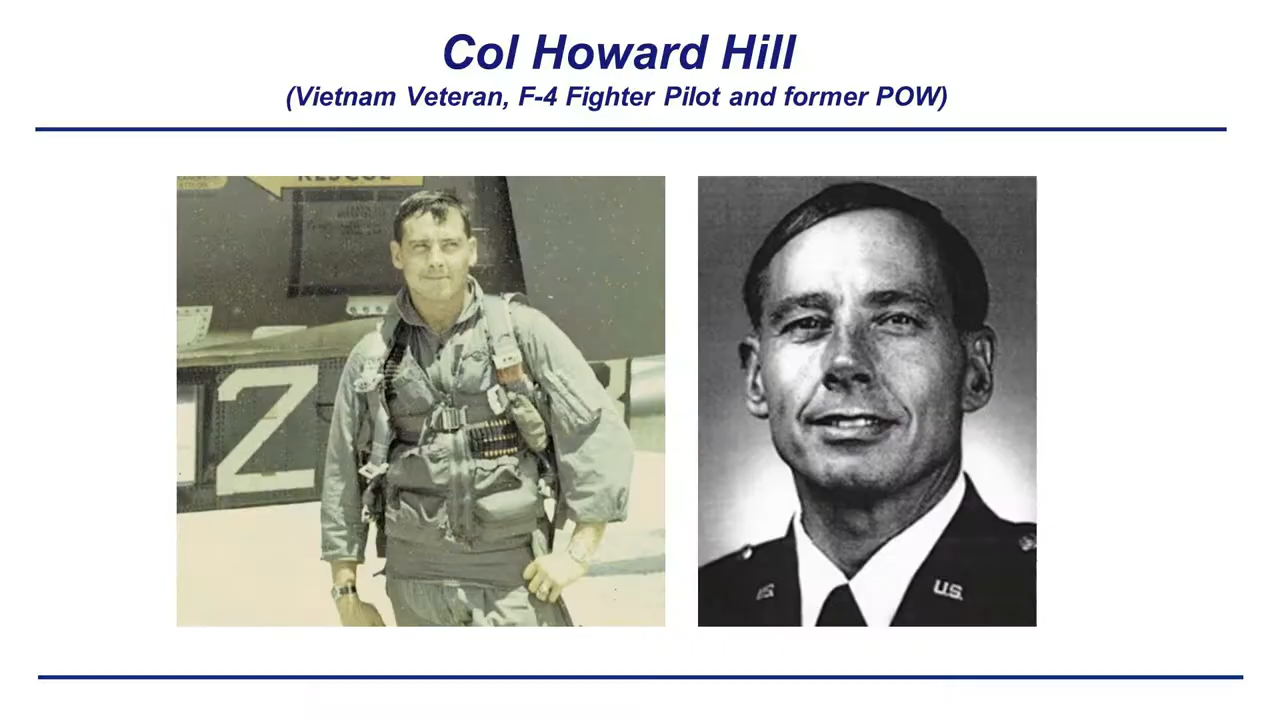 Col Howard Hill
(Vietnam Veteran, F-4 Fighter Pilot and former POW)
RESCUE
Z
U.S.
U.S.